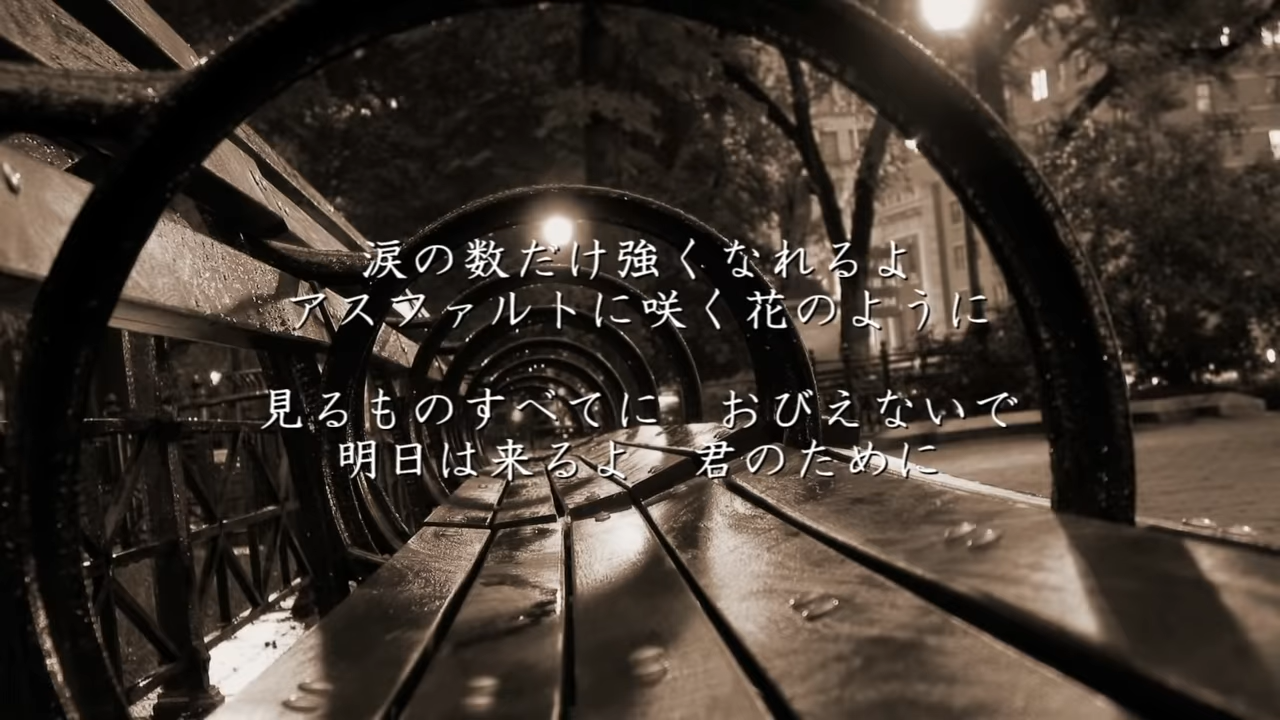 涙の数だけ強くなれるよ
アスファルトに咲く花のように
見るものすべてに　おびえないで
明日は来るよ　君のために